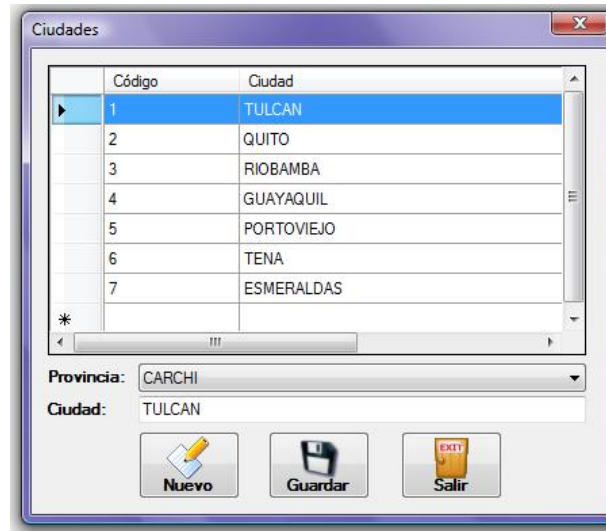 Ciudades
Código Ciudad
1 TULCAN
2 QUITO
3 RIOBAMBA
4 GUAYAQUIL
5 PORTOVIEJO
6 TENA
7 ESMERALDAS
Provincia: CARCHI
Ciudad: TULCAN
EXIT
Nuevo Guardar Salir